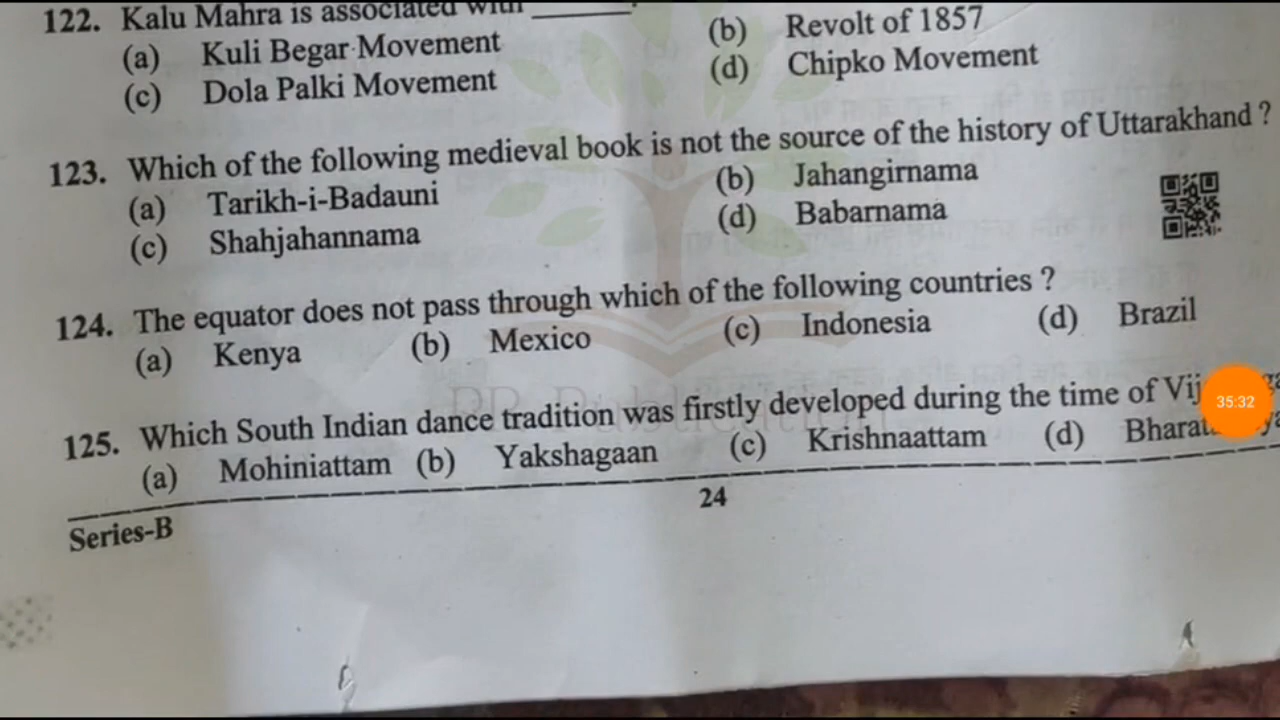 122. Kalu Mahra is associated with ______.
(a) Kuli Begar Movement (b) Revolt of 1857
(c) Dola Palki Movement (d) Chipko Movement
123. Which of the following medieval book is not the source of the history of Uttarakhand ?
(a) Tarikh-i-Badauni (b) Jahangirnama
(c) Shahjahannama (d) Babarnama
124. The equator does not pass through which of the following countries ?
(a) Kenya (b) Mexico (c) Indonesia (d) Brazil
125. Which South Indian dance tradition was firstly developed during the time of
(a) Mohiniattam (b) Yakshagaan (c) Krishnaattam (d)
35:32
24
Series-B